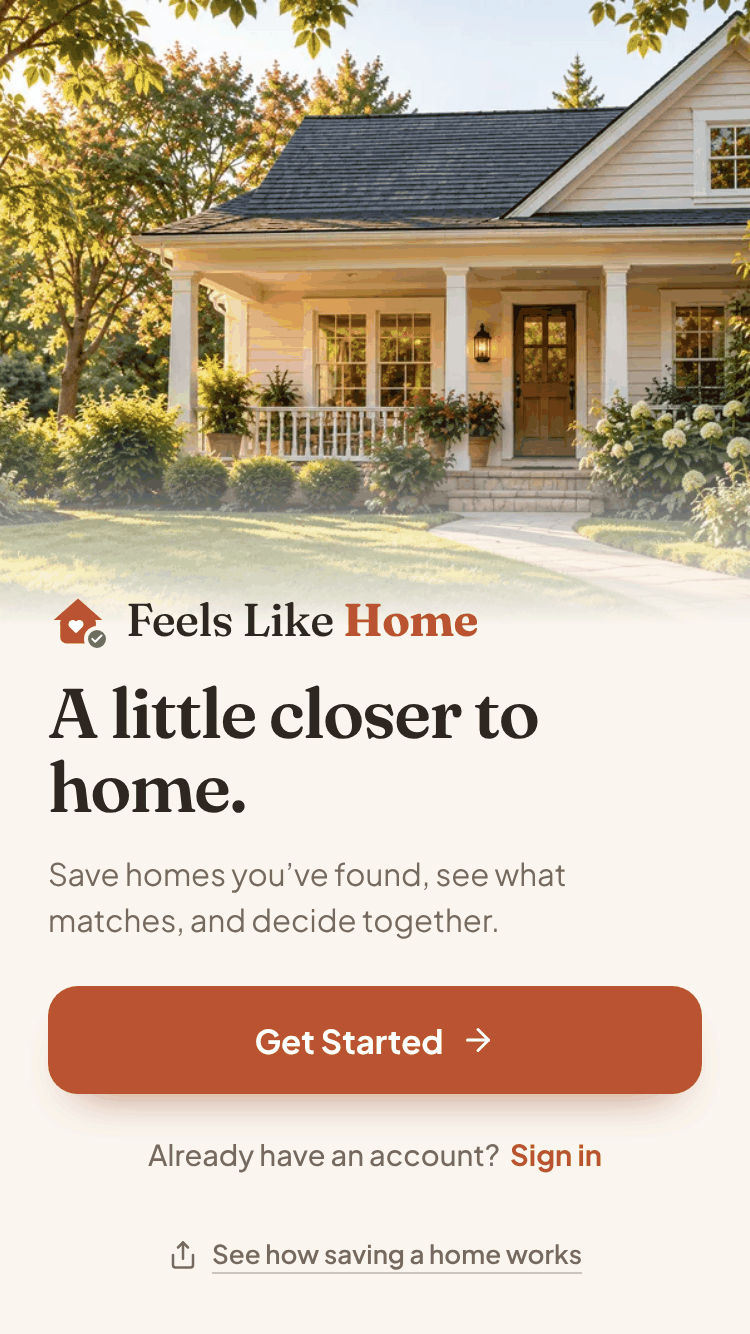 Feels Like Home
A little closer to
home.
Save homes you’ve found, see what
matches, and decide together.
Get Started
Already have an account? Sign in
See how saving a home works